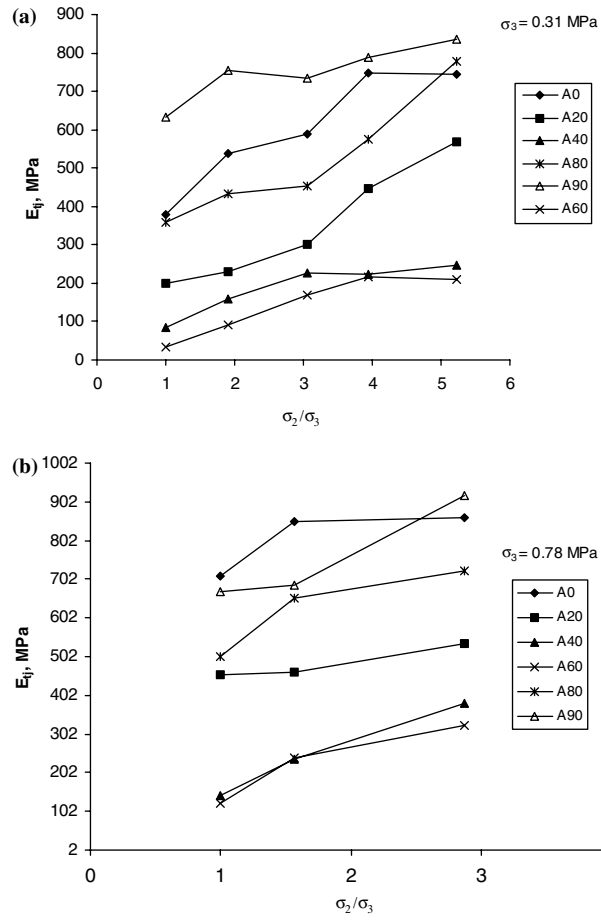 (a)
900
800
700
600
500
400
300
200
100
0
E_tj, MPa
0 1 2 3 4 5 6
σ₂/σ₃
σ₃ = 0.31 MPa
A0
A20
A40
A80
A90
A60
(b)
1002
902
802
702
602
502
402
302
202
102
2
E_tj, MPa
0 1 2 3
σ₂/σ₃
σ₃ = 0.78 MPa
A0
A20
A40
A60
A80
A90